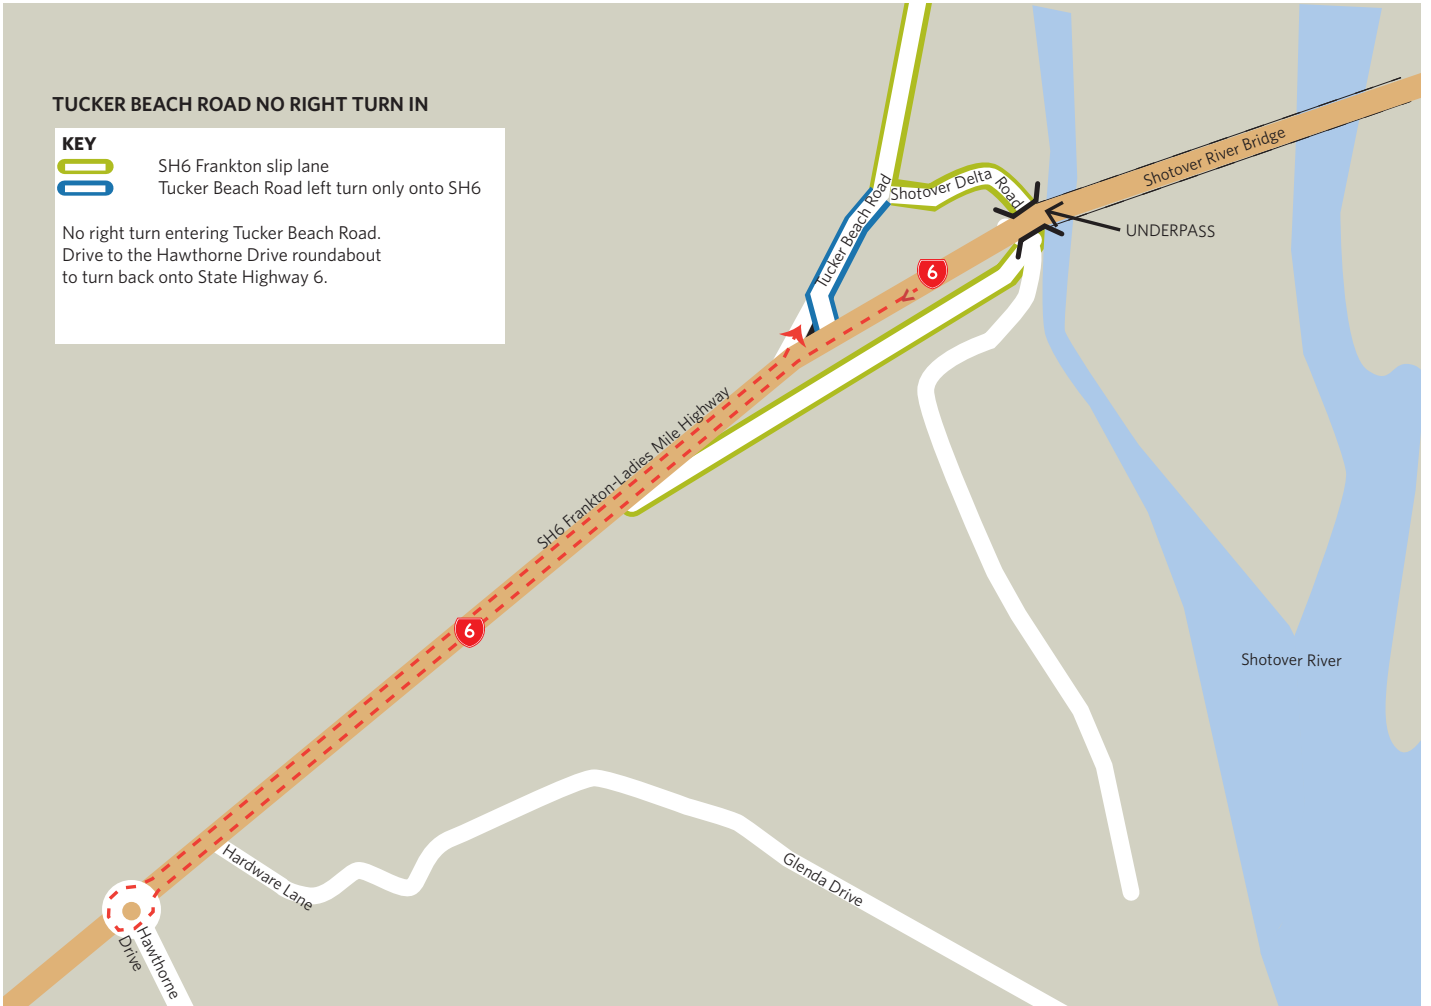 TUCKER BEACH ROAD NO RIGHT TURN IN
KEY
SH6 Frankton slip lane
Tucker Beach Road left turn only onto SH6
No right turn entering Tucker Beach Road.
Drive to the Hawthorne Drive roundabout
to turn back onto State Highway 6.
Shotover River Bridge
Shotover Delta
Road
Tucker Beach Road
UNDERPASS
6
SH6 Frankton-Ladies Mile Highway
6
Shotover River
Hardware Lane
Glenda Drive
Hawthorne
Drive